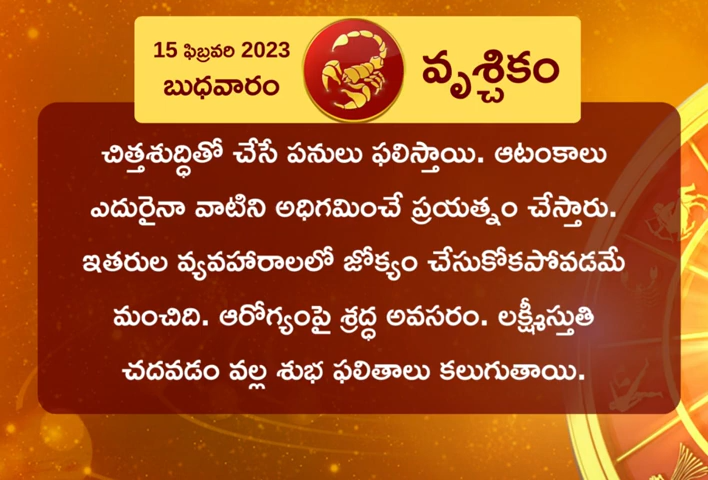 15 ఫిబ్రవరి 2023
బుధవారం
వృశ్చికం
చిత్తశుద్ధితో చేసే పనులు ఫలిస్తాయి. ఆటంకాలు
ఎదురైనా వాటిని అధిగమించే ప్రయత్నం చేస్తారు.
ఇతరుల వ్యవహారాలలో జోక్యం చేసుకోకపోవడమే
మంచిది. ఆరోగ్యంపై శ్రద్ధ అవసరం. లక్ష్మీస్తుతి
చదవడం వల్ల శుభ ఫలితాలు కలుగుతాయి.